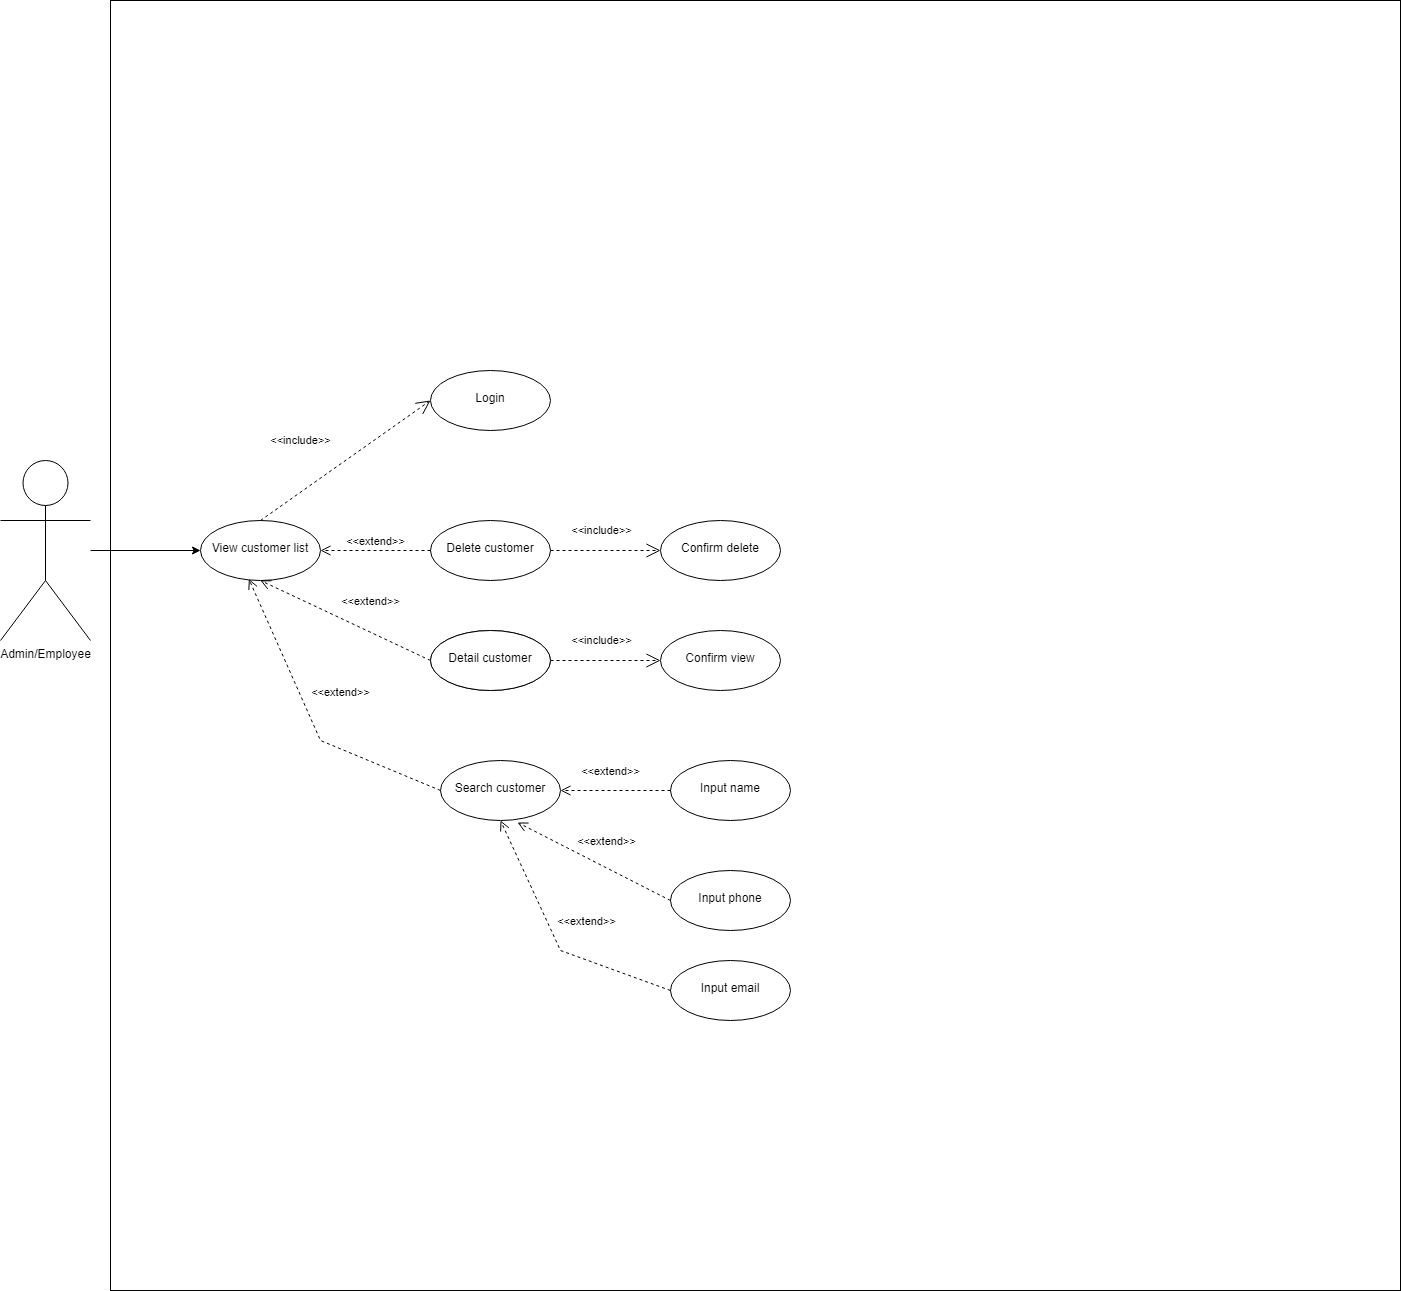 Login
<<include>>
View customer list
<<extend>>
Delete customer
<<include>>
Confirm delete
<<extend>>
Admin/Employee
Detail customer
<<include>>
Confirm view
<<extend>>
Search customer
<<extend>>
Input name
<<extend>>
Input phone
<<extend>>
Input email